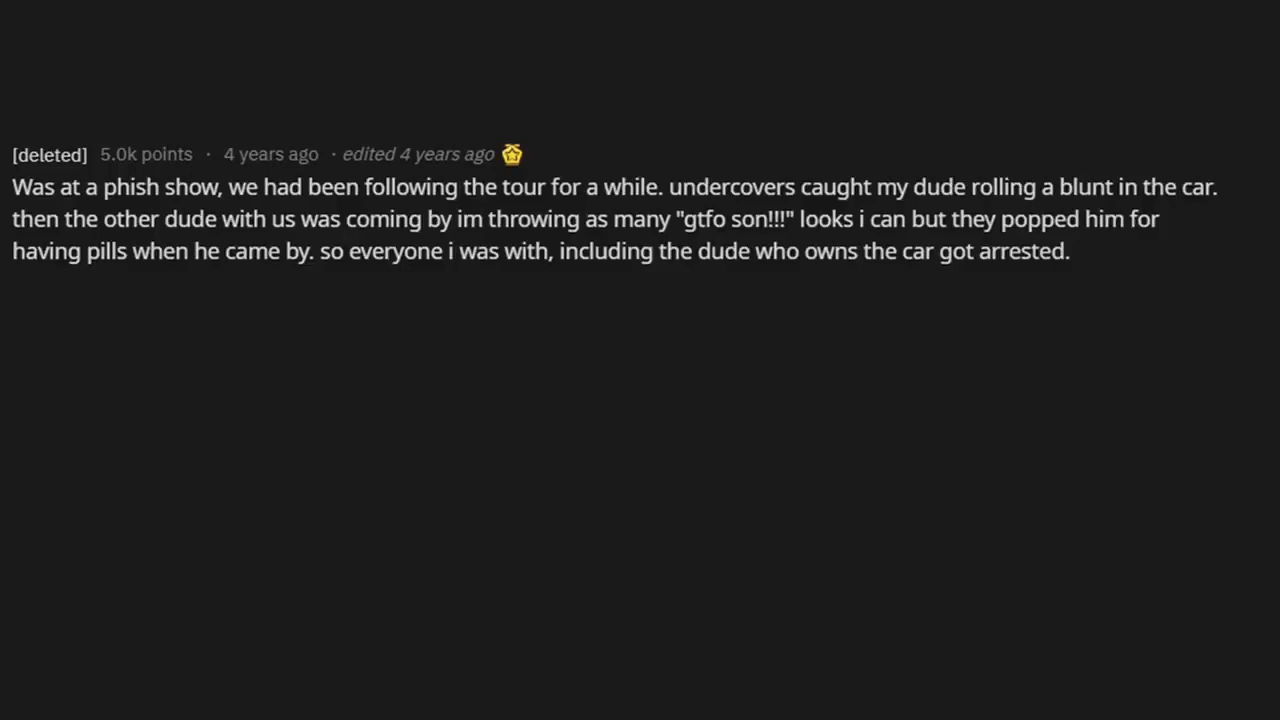 [deleted] 5.0k points · 4 years ago · edited 4 years ago
Was at a phish show, we had been following the tour for a while. undercovers caught my dude rolling a blunt in the car.
then the other dude with us was coming by im throwing as many "gtfo son!!!" looks i can but they popped him for
having pills when he came by. so everyone i was with, including the dude who owns the car got arrested.